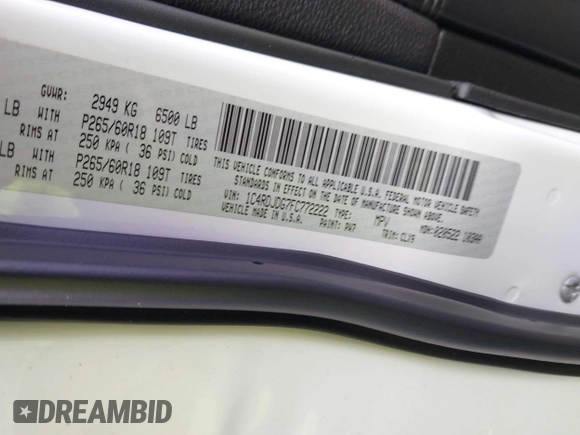 GVWR: 2949 KG 6500 LB
LB WITH P265/60R18 109T TIRES
RIMS AT 250 KPA ( 36 PSI) COLD
LB WITH P265/60R18 109T TIRES
RIMS AT 250 KPA ( 36 PSI) COLD
THIS VEHICLE CONFORMS TO ALL APPLICABLE U.S.A. FEDERAL MOTOR VEHICLE SAFETY
STANDARDS IN EFFECT ON THE DATE OF MANUFACTURE SHOWN ABOVE.
VIN: 1C4RDJDG7FC772222 TYPE: MPV MDH: 020522 103AA
MADE IN U.S.A. PAINT: PW7 TRIM: CLX9
DREAMBID